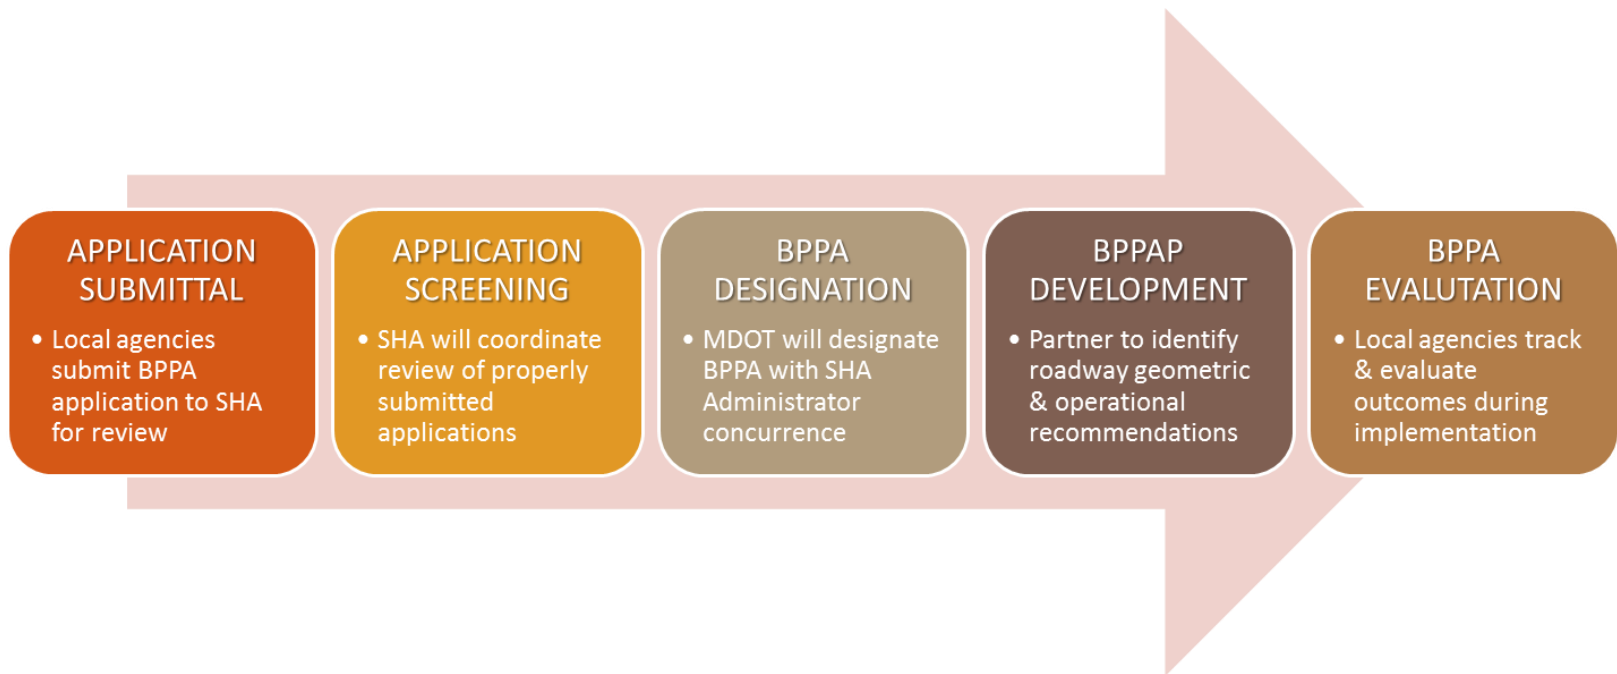 APPLICATION
SUBMITTAL
• Local agencies
submit BPPA
application to SHA
for review
APPLICATION
SCREENING
• SHA will coordinate
review of properly
submitted
applications
BPPA
DESIGNATION
• MDOT will designate
BPPA with SHA
Administrator
concurrence
BPPAP
DEVELOPMENT
• Partner to identify
roadway geometric
& operational
recommendations
BPPA
EVALUTATION
• Local agencies track
& evaluate
outcomes during
implementation